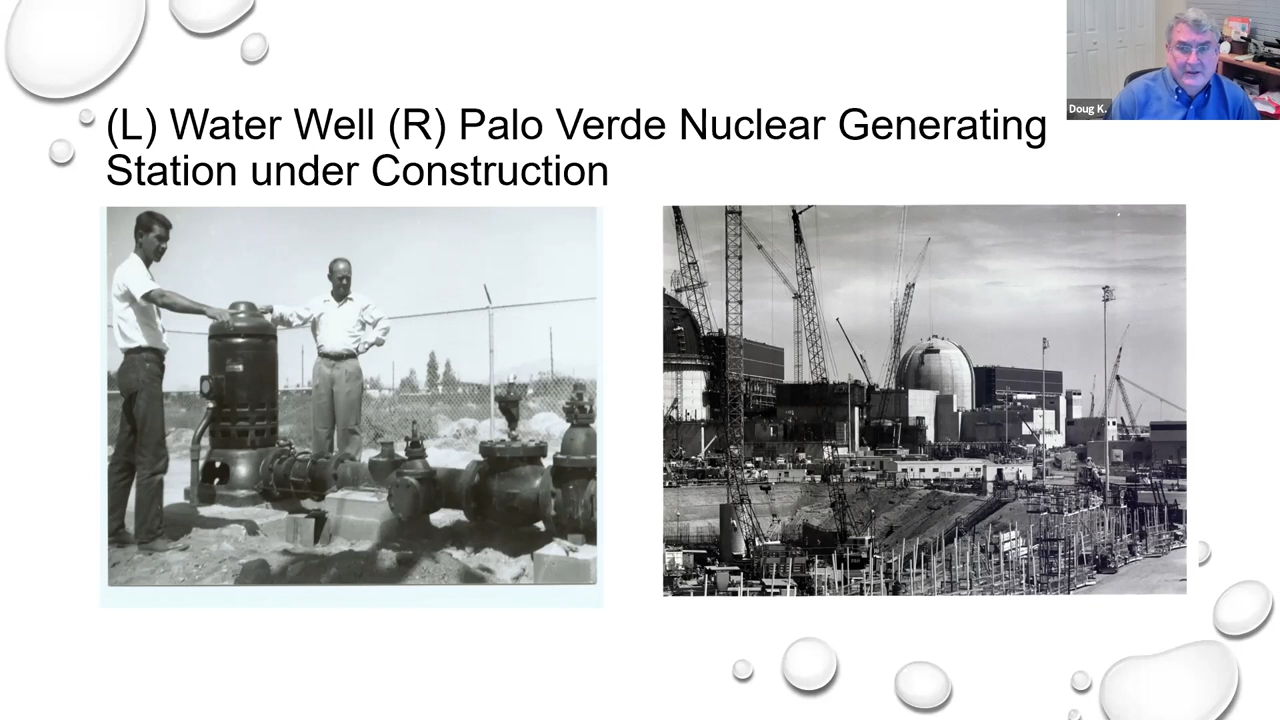 (L) Water Well (R) Palo Verde Nuclear Generating
Station under Construction
Doug K.